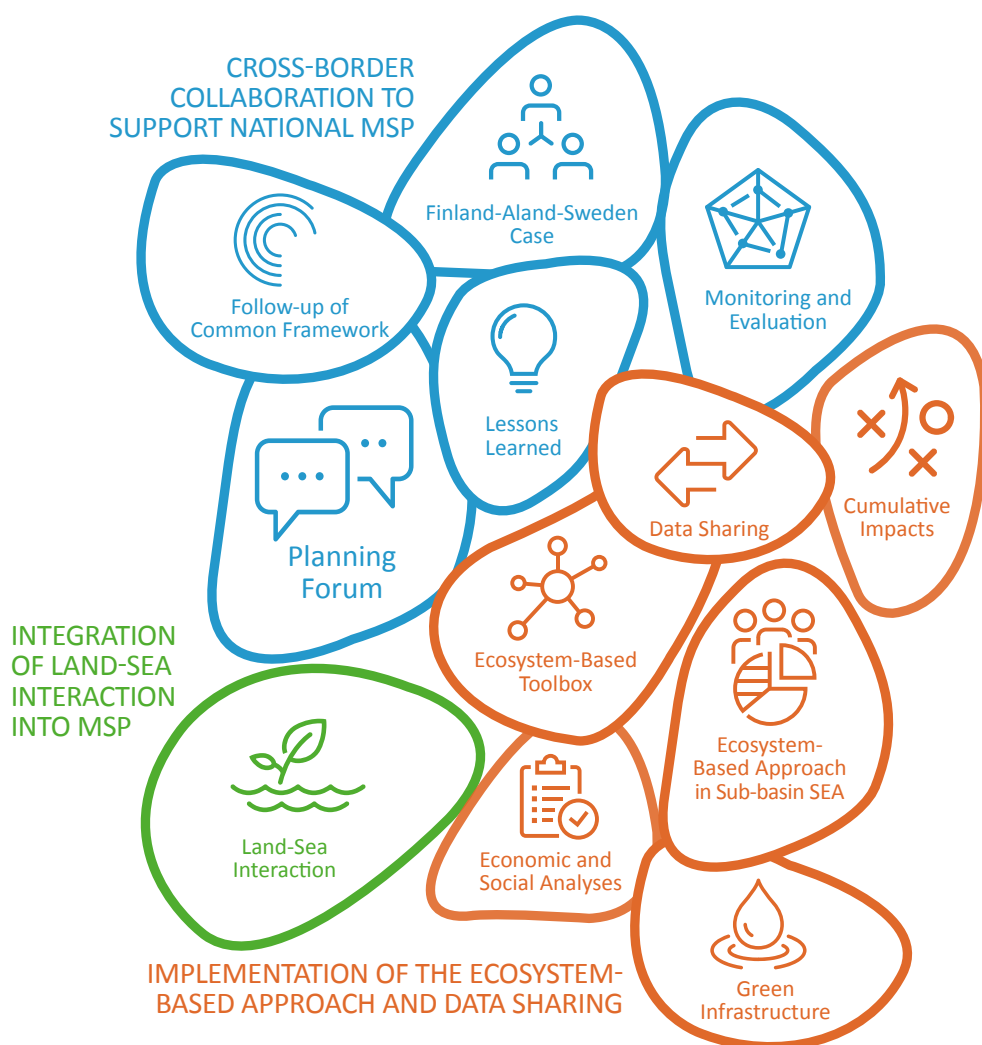 CROSS-BORDER
COLLABORATION TO
SUPPORT NATIONAL MSP
Finland-Aland-Sweden
Case
Follow-up of
Common Framework
Monitoring and
Evaluation
Lessons
Learned
Planning
Forum
Data Sharing
Cumulative
Impacts
INTEGRATION
OF LAND-SEA
INTERACTION
INTO MSP
Ecosystem-Based
Toolbox
Ecosystem-
Based Approach
in Sub-basin SEA
Land-Sea
Interaction
Economic and
Social Analyses
IMPLEMENTATION OF THE ECOSYSTEM-
BASED APPROACH AND DATA SHARING
Green
Infrastructure